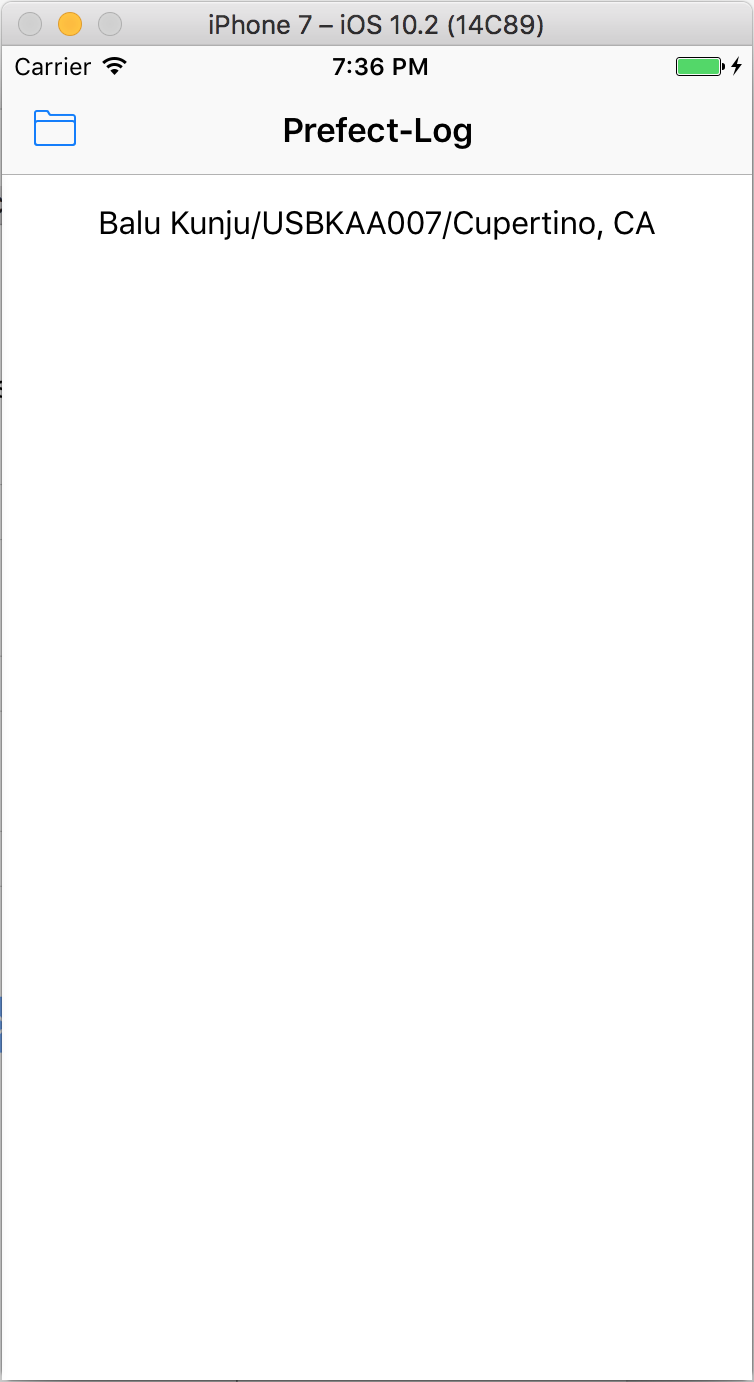 iPhone 7 – iOS 10.2 (14C89)
Carrier 7:36 PM
Prefect-Log
Balu Kunju/USBKAA007/Cupertino, CA